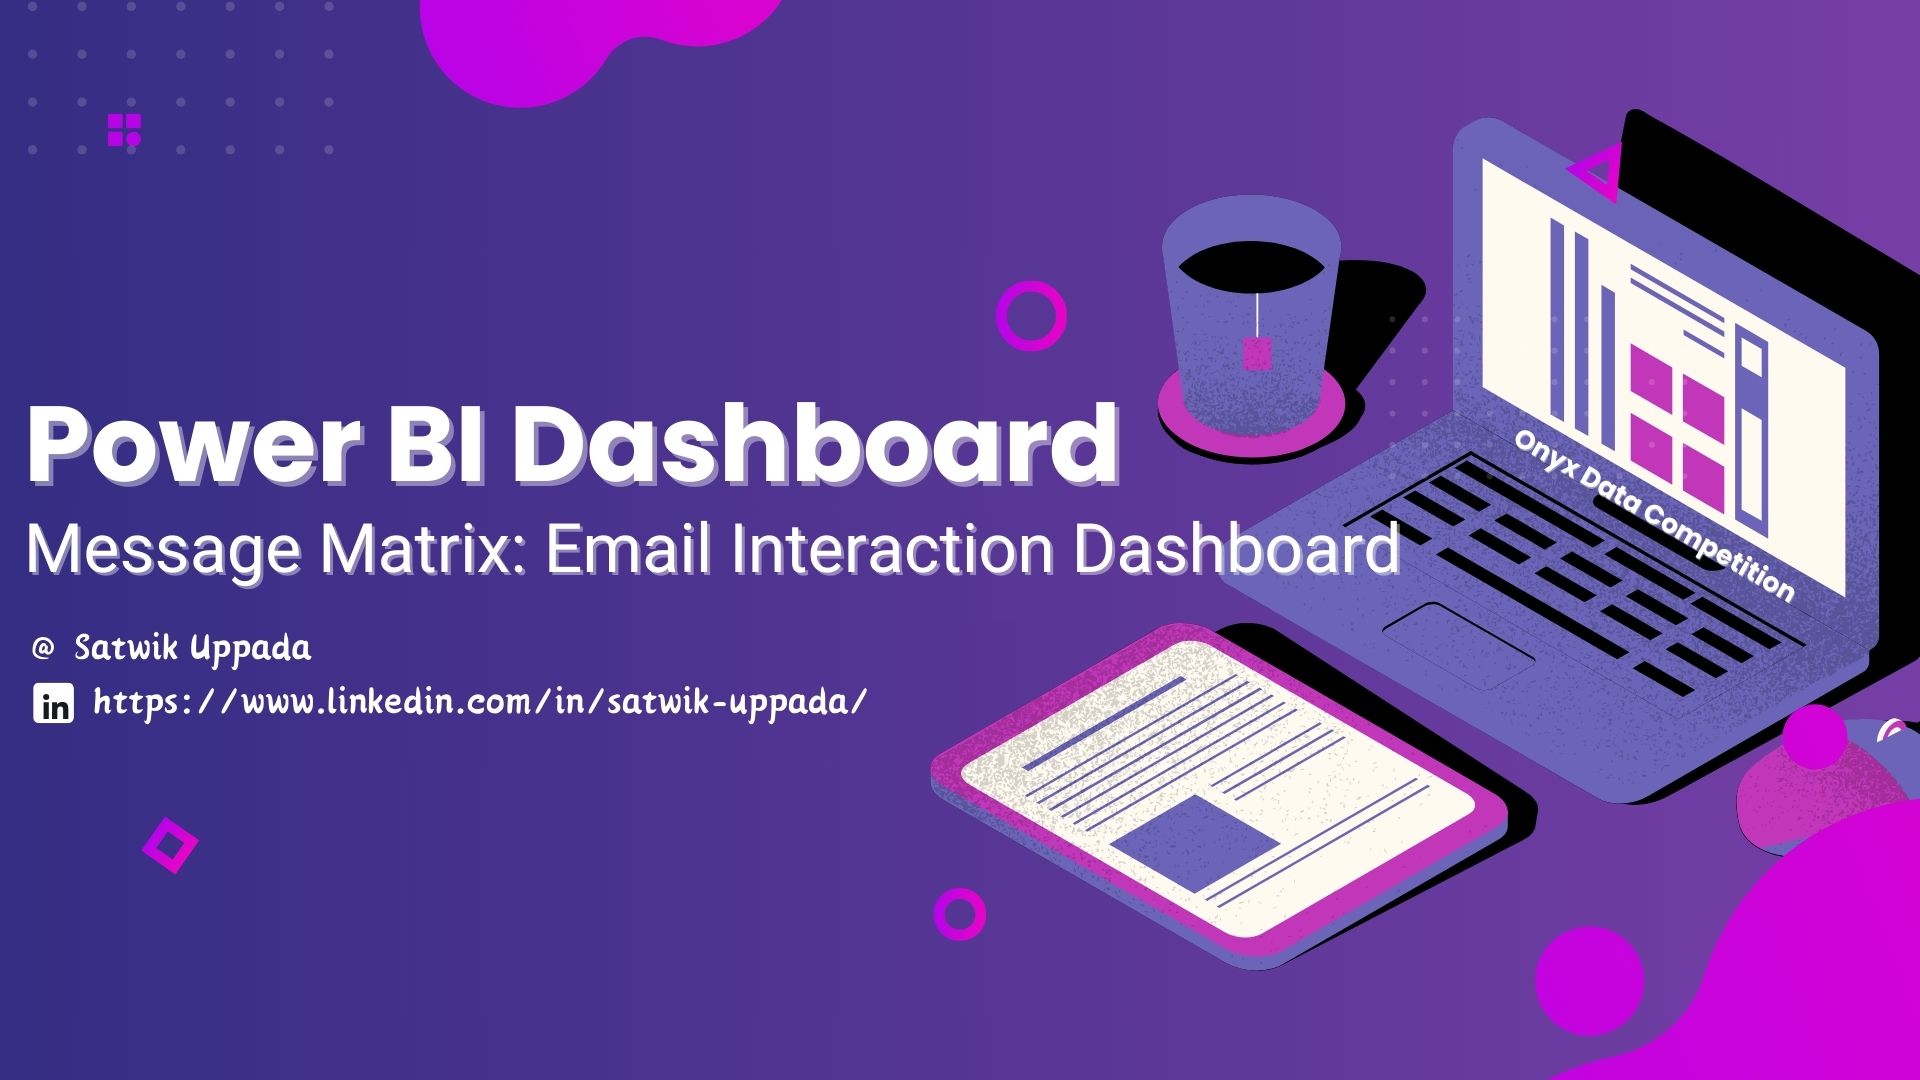 Power BI Dashboard
Message Matrix: Email Interaction Dashboard
@ Satwik Uppada
in https://www.linkedin.com/in/satwik-uppada/
Onyx Data Competition